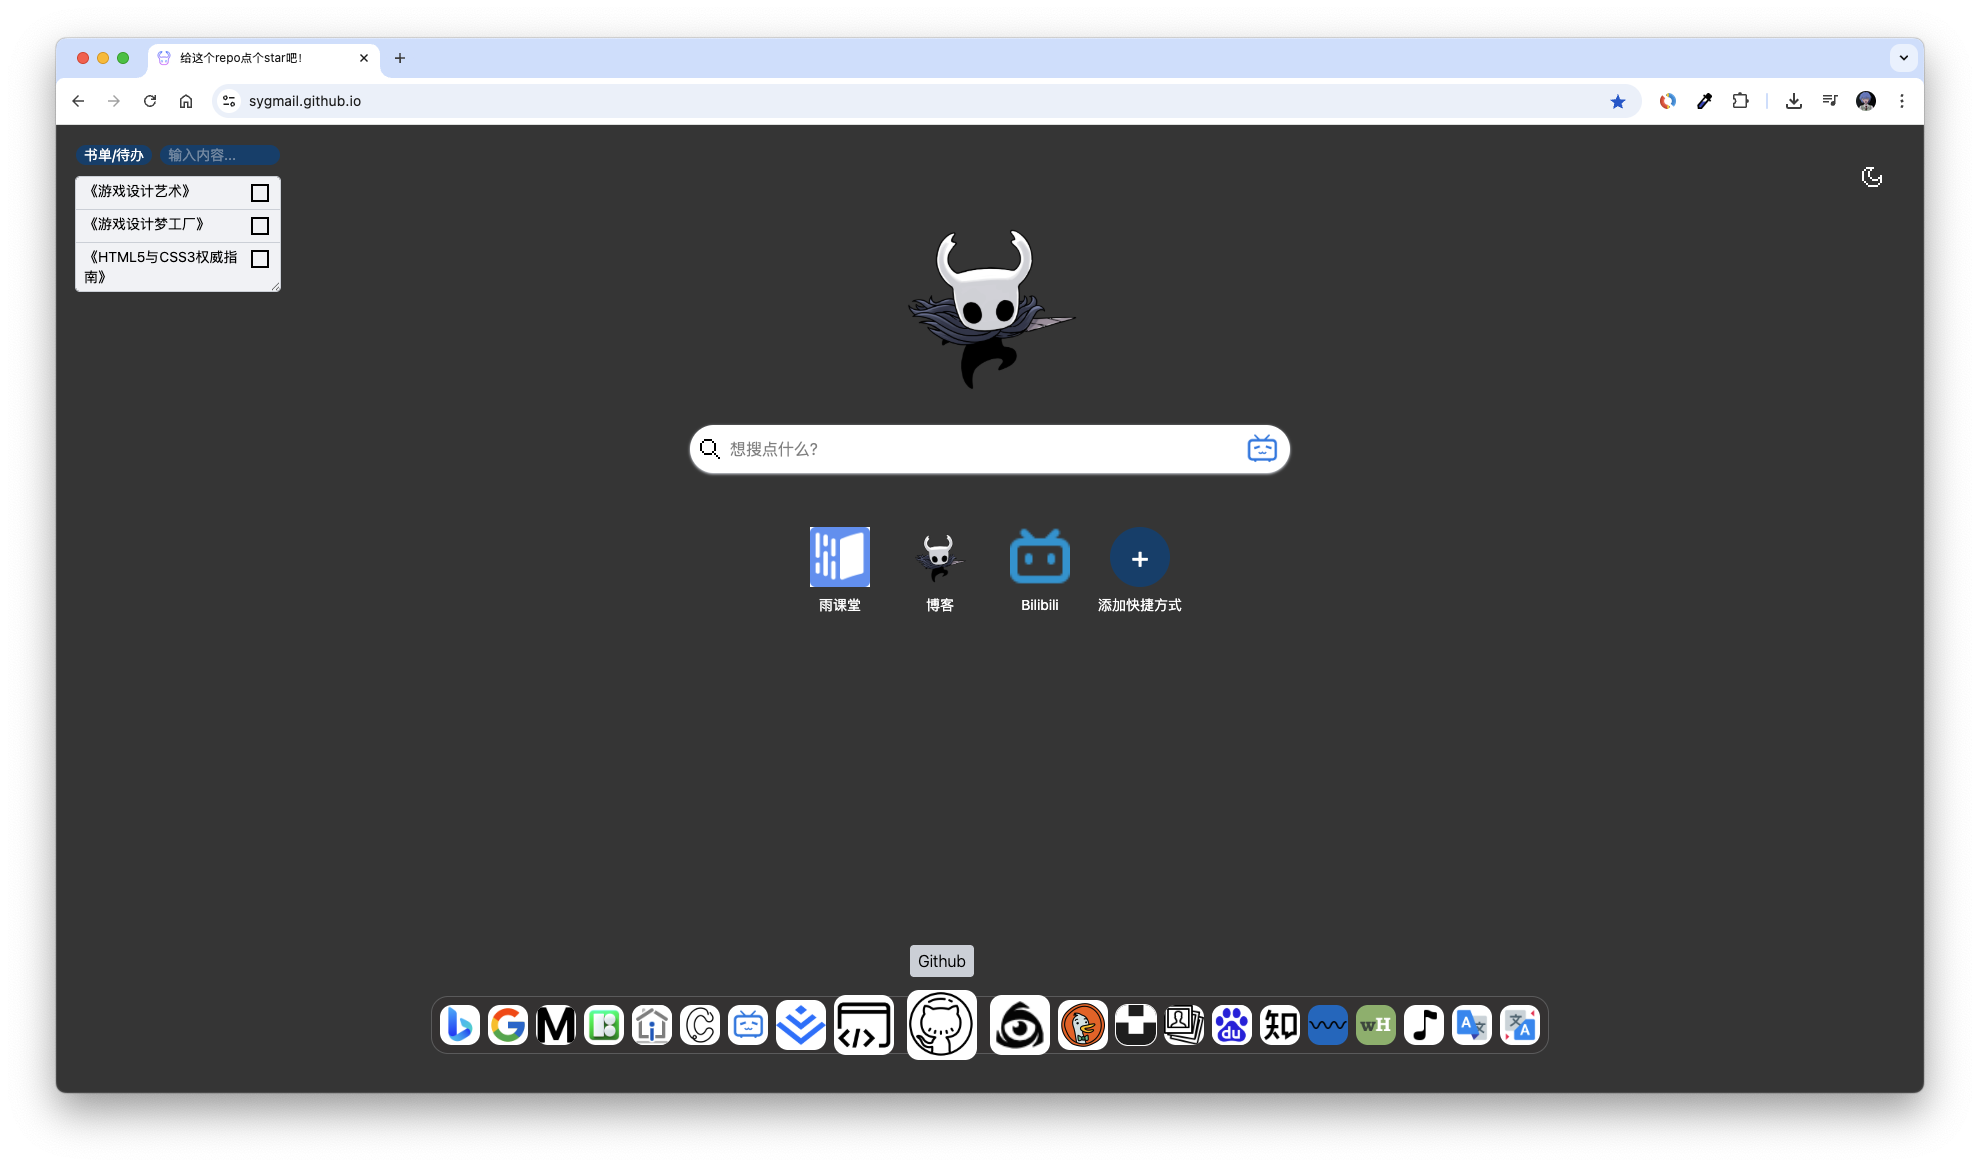 给这个repo点个star吧!
sygmail.github.io
书单/待办
输入内容...
《游戏设计艺术》
《游戏设计梦工厂》
《HTML5与CSS3权威指
南》
想搜点什么?
雨课堂
博客
Bilibili
添加快捷方式
Github
du
知
wH
A
文
文
A